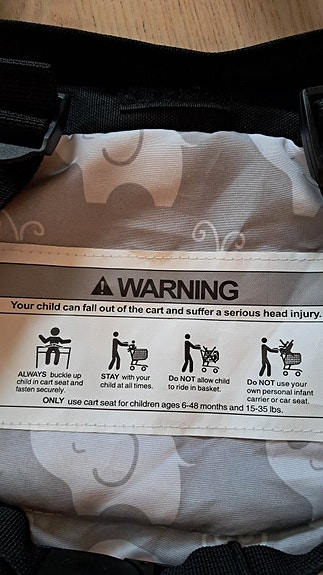 WARNING
Your child can fall out of the cart and suffer a serious head injury.
ALWAYS buckle up
child in cart seat and
fasten securely.
STAY with your
child at all times.
Do NOT allow child
to ride in basket.
Do NOT use your
own personal infant
carrier or car seat.
ONLY use cart seat for children ages 6-48 months and 15-35 lbs.